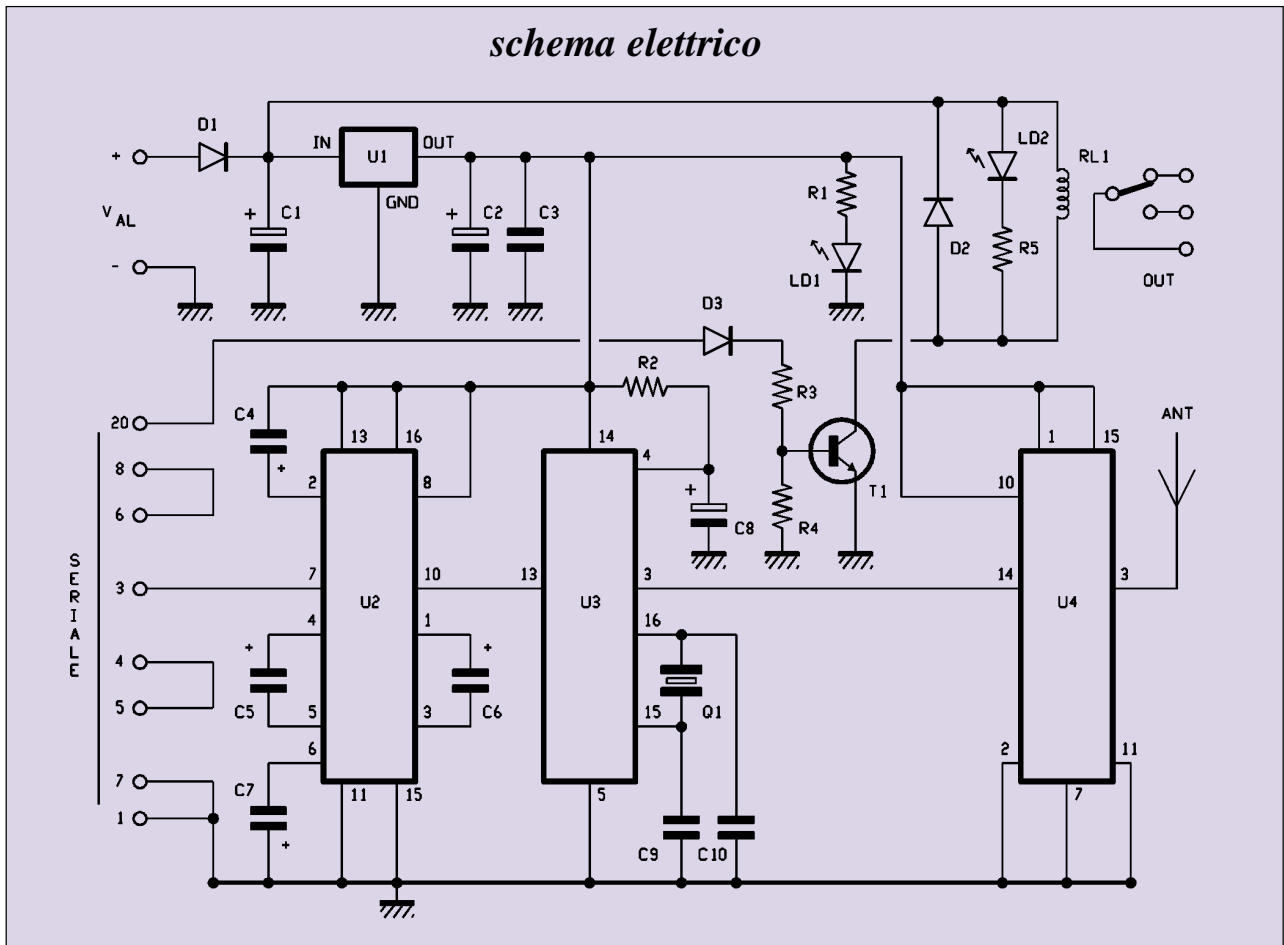 schema elettrico
D1
IN
U1
OUT
GND
+
V AL
-
+
C1
+
C2
C3
R1
LD1
D2
LD2
R5
RL1
OUT
D3
R2
R3
R4
T1
ANT
SERIALE
20
8
6
3
4
5
7
1
C4
+
13
16
2
8
7
10
U2
4
1
+
C5
5
3
+
C6
6
C7
+
11
15
14
4
+
C8
13
3
U3
16
15
Q1
5
C9
C10
1
15
10
14
3
U4
2
11
7